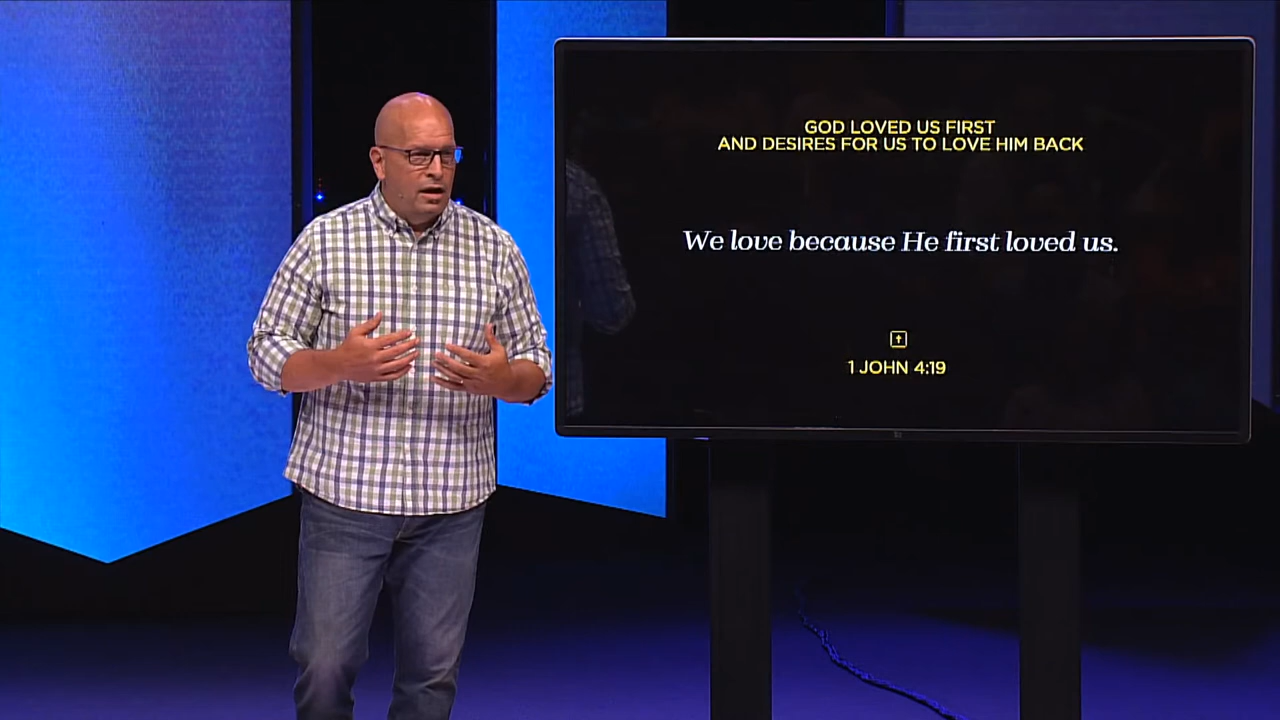 GOD LOVED US FIRST
AND DESIRES FOR US TO LOVE HIM BACK
We love because He first loved us.
1 JOHN 4:19